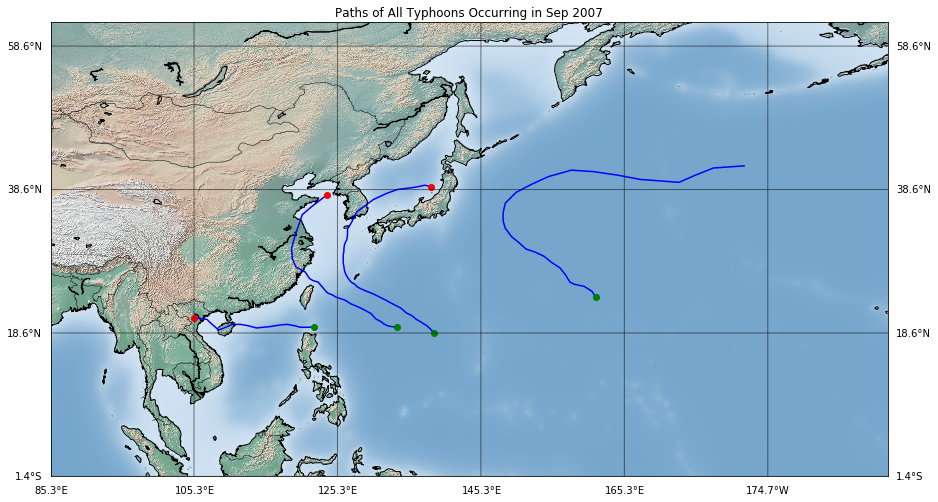 Paths of All Typhoons Occurring in Sep 2007
58.6°N 58.6°N
38.6°N 38.6°N
18.6°N 18.6°N
1.4°S 1.4°S
85.3°E 105.3°E 125.3°E 145.3°E 165.3°E 174.7°W